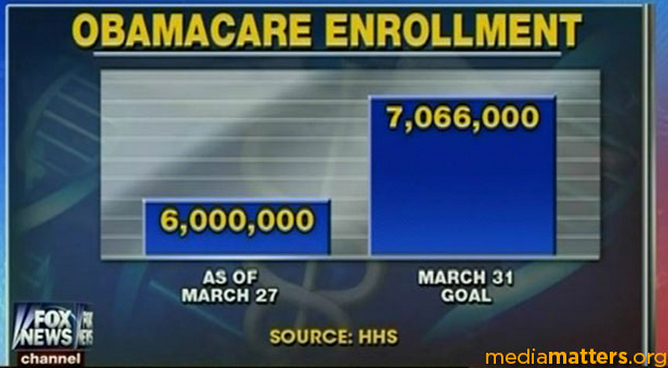 OBAMACARE ENROLLMENT
7,066,000
6,000,000
AS OF
MARCH 27
MARCH 31
GOAL
SOURCE: HHS
FOX
NEWS
channel
mediamatters.org